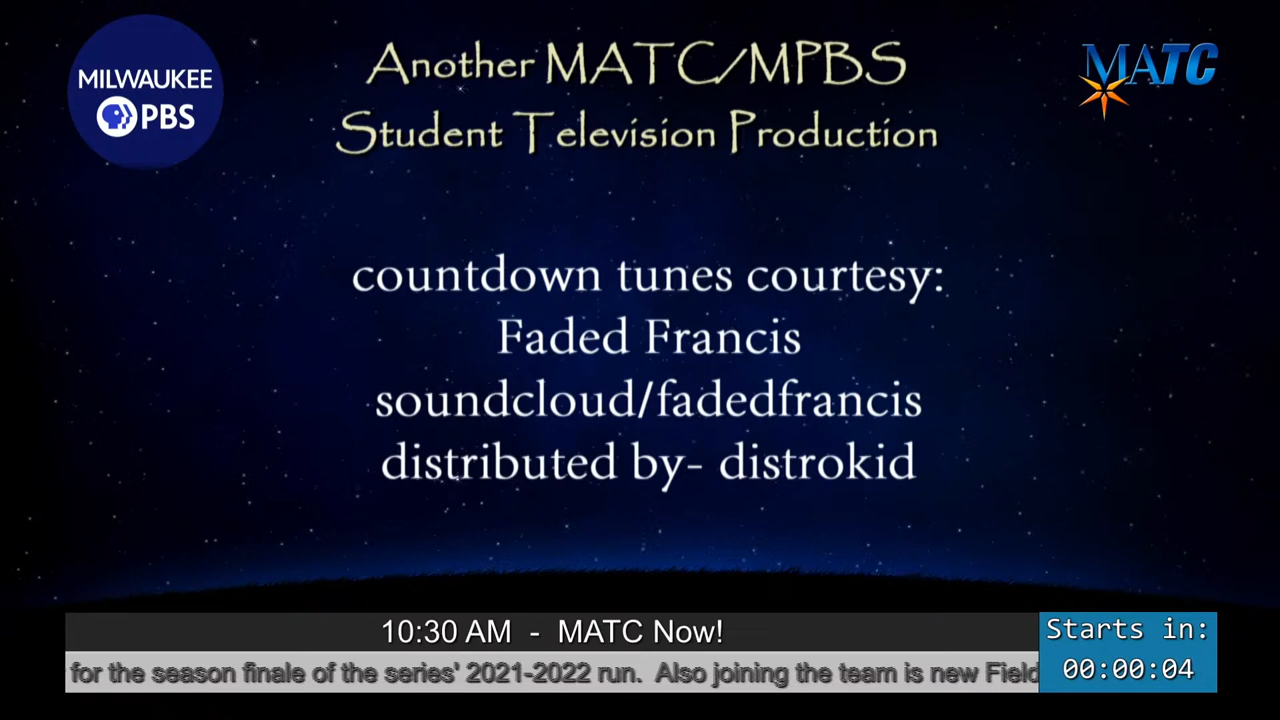 MILWAUKEE
PBS
Another MATC/MPBS
Student Television Production
MATC
countdown tunes courtesy:
Faded Francis
soundcloud/fadedfrancis
distributed by- distrokid
10:30 AM - MATC Now!
Starts in:
00:00:04
for the season finale of the series' 2021-2022 run. Also joining the team is new Field